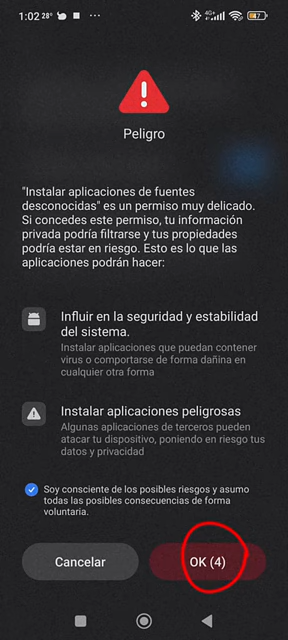 1:02 28°
4G+
Peligro
"Instalar aplicaciones de fuentes
desconocidas" es un permiso muy delicado.
Si concedes este permiso, tu información
privada podría filtrarse y tus propiedades
podría estar en riesgo. Esto es lo que las
aplicaciones podrán hacer:
Influir en la seguridad y estabilidad
del sistema.
Instalar aplicaciones que puedan contener
virus o comportarse de forma dañina en
cualquier otra forma
Instalar aplicaciones peligrosas
Algunas aplicaciones de terceros pueden
atacar tu dispositivo, poniendo en riesgo tus
datos y privacidad
Soy consciente de los posibles riesgos y asumo
todas las posibles consecuencias de forma
voluntaria.
Cancelar
OK (4)